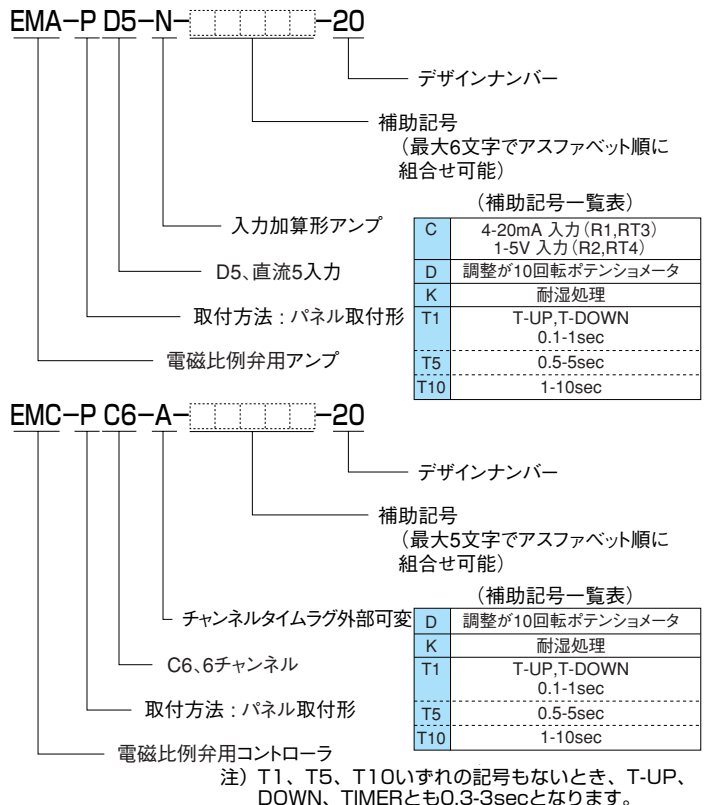 EMA-P D5-N-□□□□□-20
デザインナンバー
補助記号
（最大6文字でアスファベット順に
組合せ可能）
（補助記号一覧表）
入力加算形アンプ
C 4-20mA 入力（R1,RT3）
1-5V 入力（R2,RT4）
D5、直流5入力
D 調整が10回転ポテンショメータ
K 耐湿処理
取付方法：パネル取付形
T1 T-UP,T-DOWN
0.1-1sec
電磁比例弁用アンプ
T5 0.5-5sec
T10 1-10sec
EMC-P C6-A-□□□□□-20
デザインナンバー
補助記号
（最大5文字でアスファベット順に
組合せ可能）
（補助記号一覧表）
チャンネルタイムラグ外部可変
D 調整が10回転ポテンショメータ
K 耐湿処理
C6、6チャンネル
T1 T-UP,T-DOWN
0.1-1sec
取付方法：パネル取付形
T5 0.5-5sec
T10 1-10sec
電磁比例弁用コントローラ
注）T1、T5、T10いずれの記号もないとき、T-UP、
DOWN、TIMERとも0.3-3secとなります。